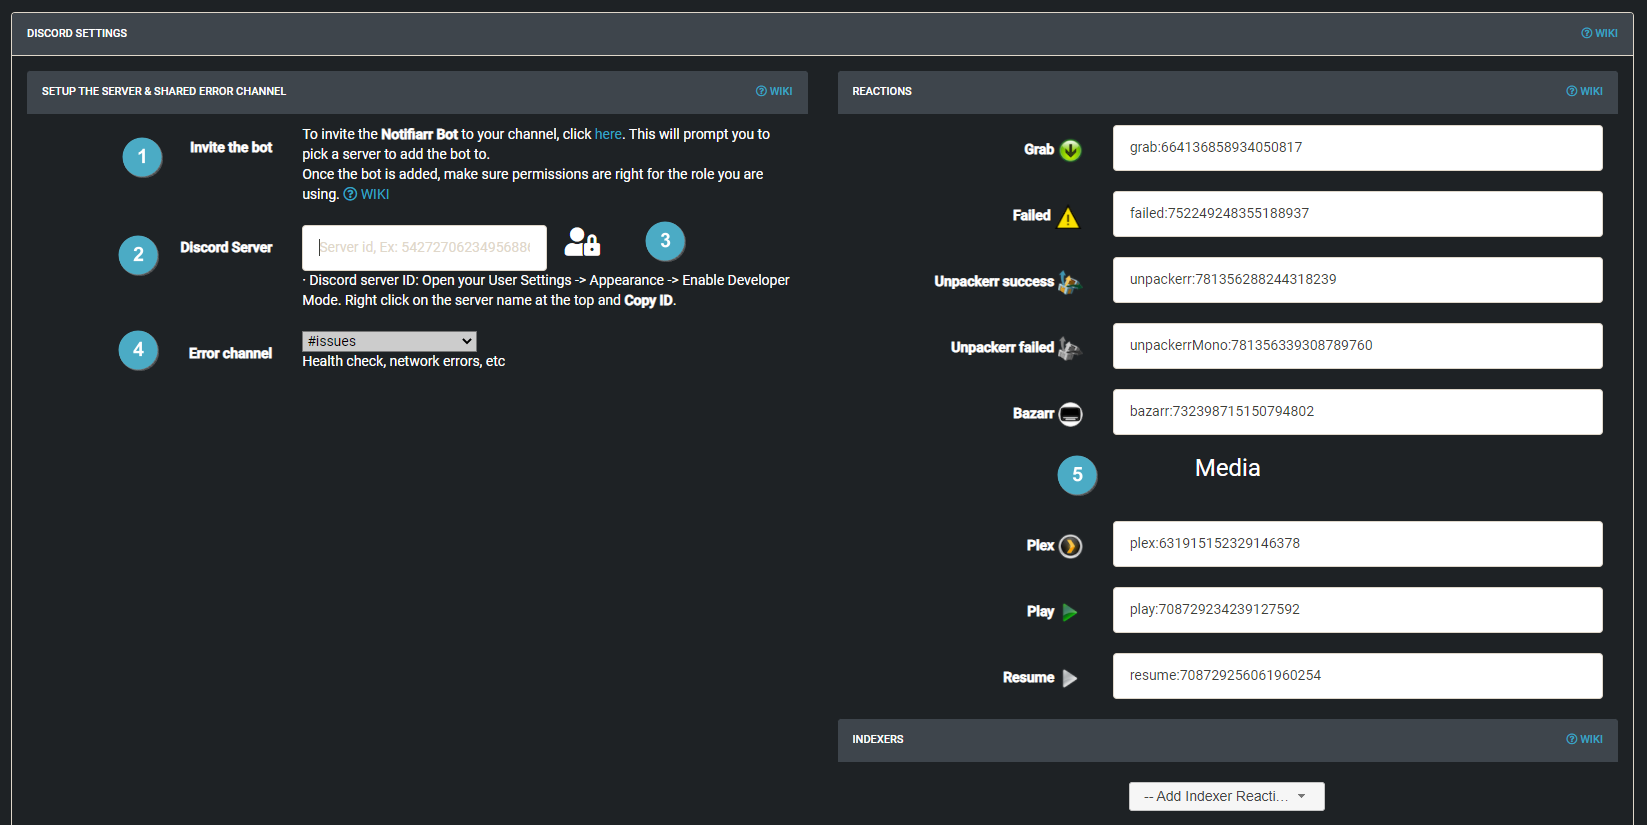 DISCORD SETTINGS
WIKI
SETUP THE SERVER & SHARED ERROR CHANNEL
WIKI
1
Invite the bot
To invite the Notifiarr Bot to your channel, click here. This will prompt you to
pick a server to add the bot to.
Once the bot is added, make sure permissions are right for the role you are
using. WIKI
2
Discord Server
Server id, Ex: 5427270623495688
3
· Discord server ID: Open your User Settings -> Appearance -> Enable Developer
Mode. Right click on the server name at the top and Copy ID.
4
Error channel
#issues
Health check, network errors, etc
REACTIONS
WIKI
Grab
grab:664136858934050817
Failed
failed:752249248355188937
Unpackerr success
unpackerr:781356288244318239
Unpackerr failed
unpackerrMono:781356339308789760
Bazarr
bazarr:732398715150794802
5
Media
Plex
plex:631915152329146378
Play
play:708729234239127592
Resume
resume:708729256061960254
INDEXERS
WIKI
-- Add Indexer Reacti...